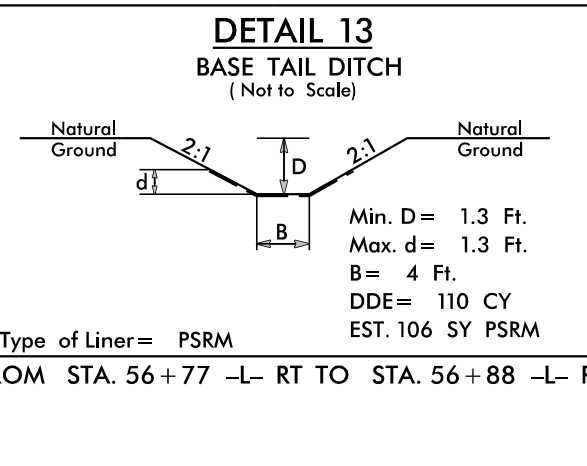 DETAIL 13
BASE TAIL DITCH
( Not to Scale)
Natural
Ground
2:1
D
2:1
Natural
Ground
d
B
Min. D= 1.3 Ft.
Max. d= 1.3 Ft.
B= 4 Ft.
DDE= 110 CY
EST. 106 SY PSRM
Type of Liner= PSRM
STA. 56+77 -L- RT TO STA. 56+88 -L-